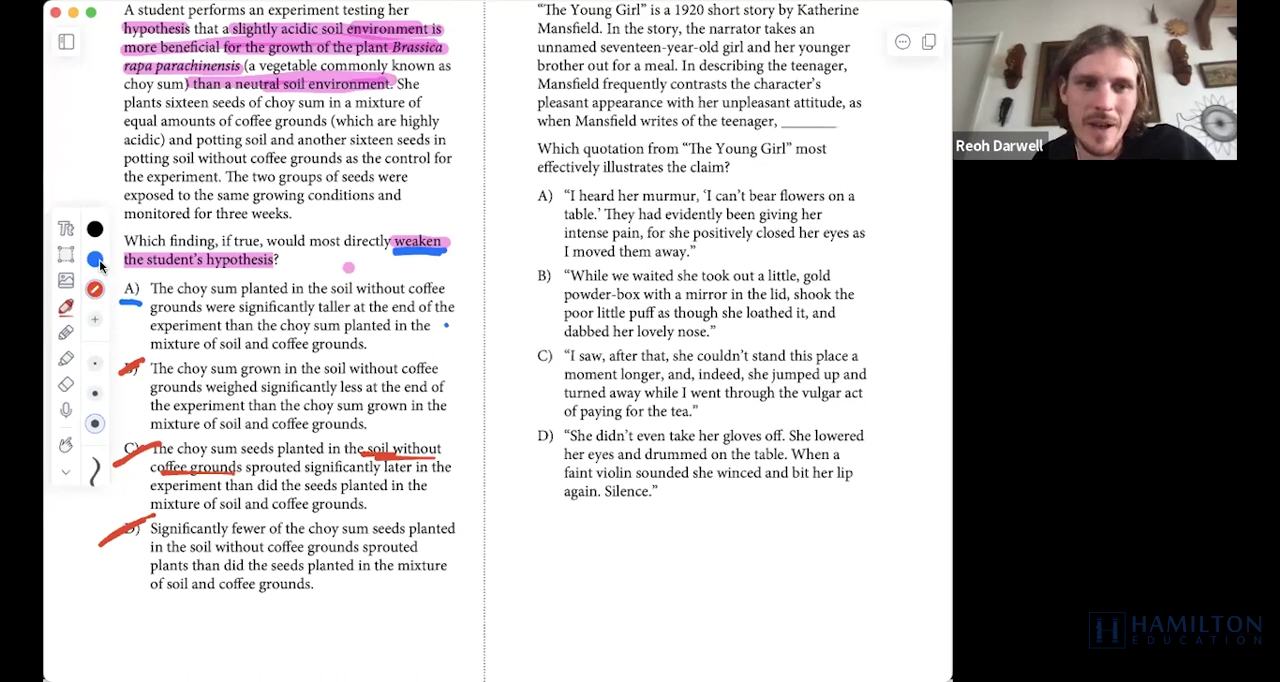 A student performs an experiment testing her
hypothesis that a slightly acidic soil environment is
more beneficial for the growth of the plant Brassica
rapa parachinensis (a vegetable commonly known as
choy sum) than a neutral soil environment. She
plants sixteen seeds of choy sum in a mixture of
equal amounts of coffee grounds (which are highly
acidic) and potting soil and another sixteen seeds in
potting soil without coffee grounds as the control for
the experiment. The two groups of seeds were
exposed to the same growing conditions and
monitored for three weeks.
Which finding, if true, would most directly weaken
the student's hypothesis?
A) The choy sum planted in the soil without coffee
grounds were significantly taller at the end of the
experiment than the choy sum planted in the
mixture of soil and coffee grounds.
B) The choy sum grown in the soil without coffee
grounds weighed significantly less at the end of
the experiment than the choy sum grown in the
mixture of soil and coffee grounds.
C) The choy sum seeds planted in the soil without
coffee grounds sprouted significantly later in the
experiment than did the seeds planted in the
mixture of soil and coffee grounds.
D) Significantly fewer of the choy sum seeds planted
in the soil without coffee grounds sprouted
plants than did the seeds planted in the mixture
of soil and coffee grounds.
“The Young Girl” is a 1920 short story by Katherine
Mansfield. In the story, the narrator takes an
unnamed seventeen-year-old girl and her younger
brother out for a meal. In describing the teenager,
Mansfield frequently contrasts the character's
pleasant appearance with her unpleasant attitude, as
when Mansfield writes of the teenager, ______
Which quotation from “The Young Girl” most
effectively illustrates the claim?
A) “I heard her murmur, ‘I can't bear flowers on a
table.’ They had evidently been giving her
intense pain, for she positively closed her eyes as
I moved them away.”
B) “While we waited she took out a little, gold
powder-box with a mirror in the lid, shook the
poor little puff as though she loathed it, and
dabbed her lovely nose.”
C) “I saw, after that, she couldn't stand this place a
moment longer, and, indeed, she jumped up and
turned away while I went through the vulgar act
of paying for the tea.”
D) “She didn't even take her gloves off. She lowered
her eyes and drummed on the table. When a
faint violin sounded she winced and bit her lip
again. Silence.”
Reoh Darwell
HAMILTON
EDUCATION